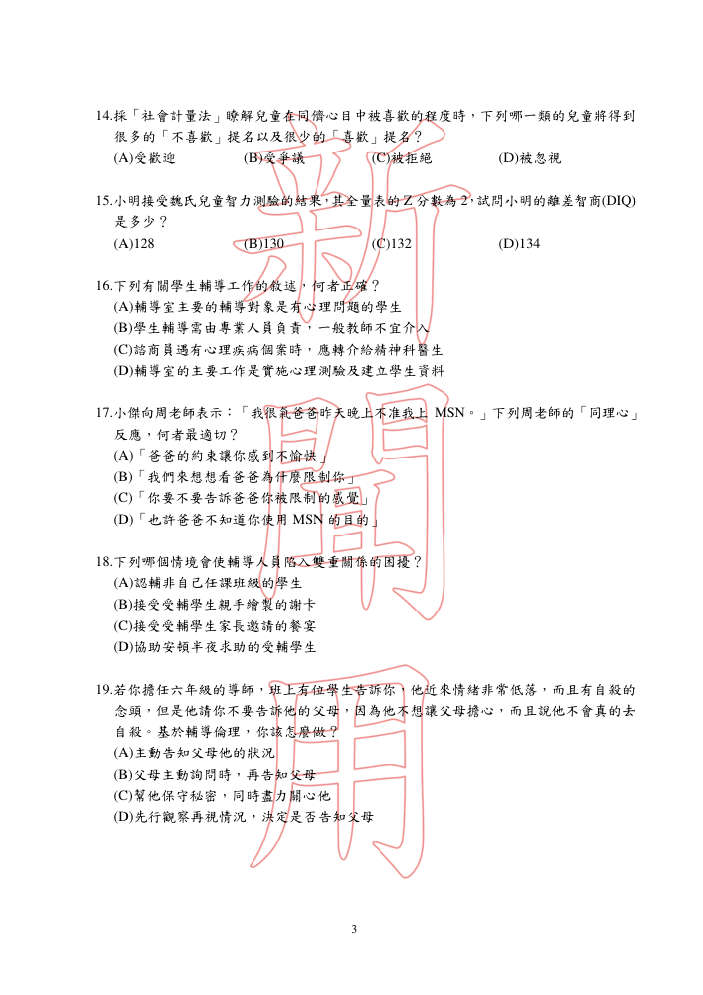 14.採「社會計量法」瞭解兒童在同儕心目中被喜歡的程度時，下列哪一類的兒童將得到
很多的「不喜歡」提名以及很少的「喜歡」提名？
(A)受歡迎 (B)受爭議 (C)被拒絕 (D)被忽視
15.小明接受魏氏兒童智力測驗的結果，其全量表的 Z 分數為 2，試問小明的離差智商(DIQ)
是多少？
(A)128 (B)130 (C)132 (D)134
16.下列有關學生輔導工作的敘述，何者正確？
(A)輔導室主要的輔導對象是有心理問題的學生
(B)學生輔導需由專業人員負責，一般教師不宜介入
(C)諮商員遇有心理疾病個案時，應轉介給精神科醫生
(D)輔導室的主要工作是實施心理測驗及建立學生資料
17.小傑向周老師表示：「我很氣爸爸昨天晚上不准我上 MSN。」下列周老師的「同理心」
反應，何者最適切？
(A)「爸爸的約束讓你感到不愉快」
(B)「我們來想想看爸爸為什麼限制你」
(C)「你要不要告訴爸爸你被限制的感覺」
(D)「也許爸爸不知道你使用 MSN 的目的」
18.下列哪個情境會使輔導人員陷入雙重關係的困擾？
(A)認輔非自己任課班級的學生
(B)接受受輔學生親手繪製的謝卡
(C)接受受輔學生家長邀請的餐宴
(D)協助安頓半夜求助的受輔學生
19.若你擔任六年級的導師，班上有位學生告訴你，他近來情緒非常低落，而且有自殺的
念頭，但是他請你不要告訴他的父母，因為他不想讓父母擔心，而且說他不會真的去
自殺。基於輔導倫理，你該怎麼做？
(A)主動告知父母他的狀況
(B)父母主動詢問時，再告知父母
(C)幫他保守秘密，同時盡力關心他
(D)先行觀察再視情況，決定是否告知父母
新聞用
3